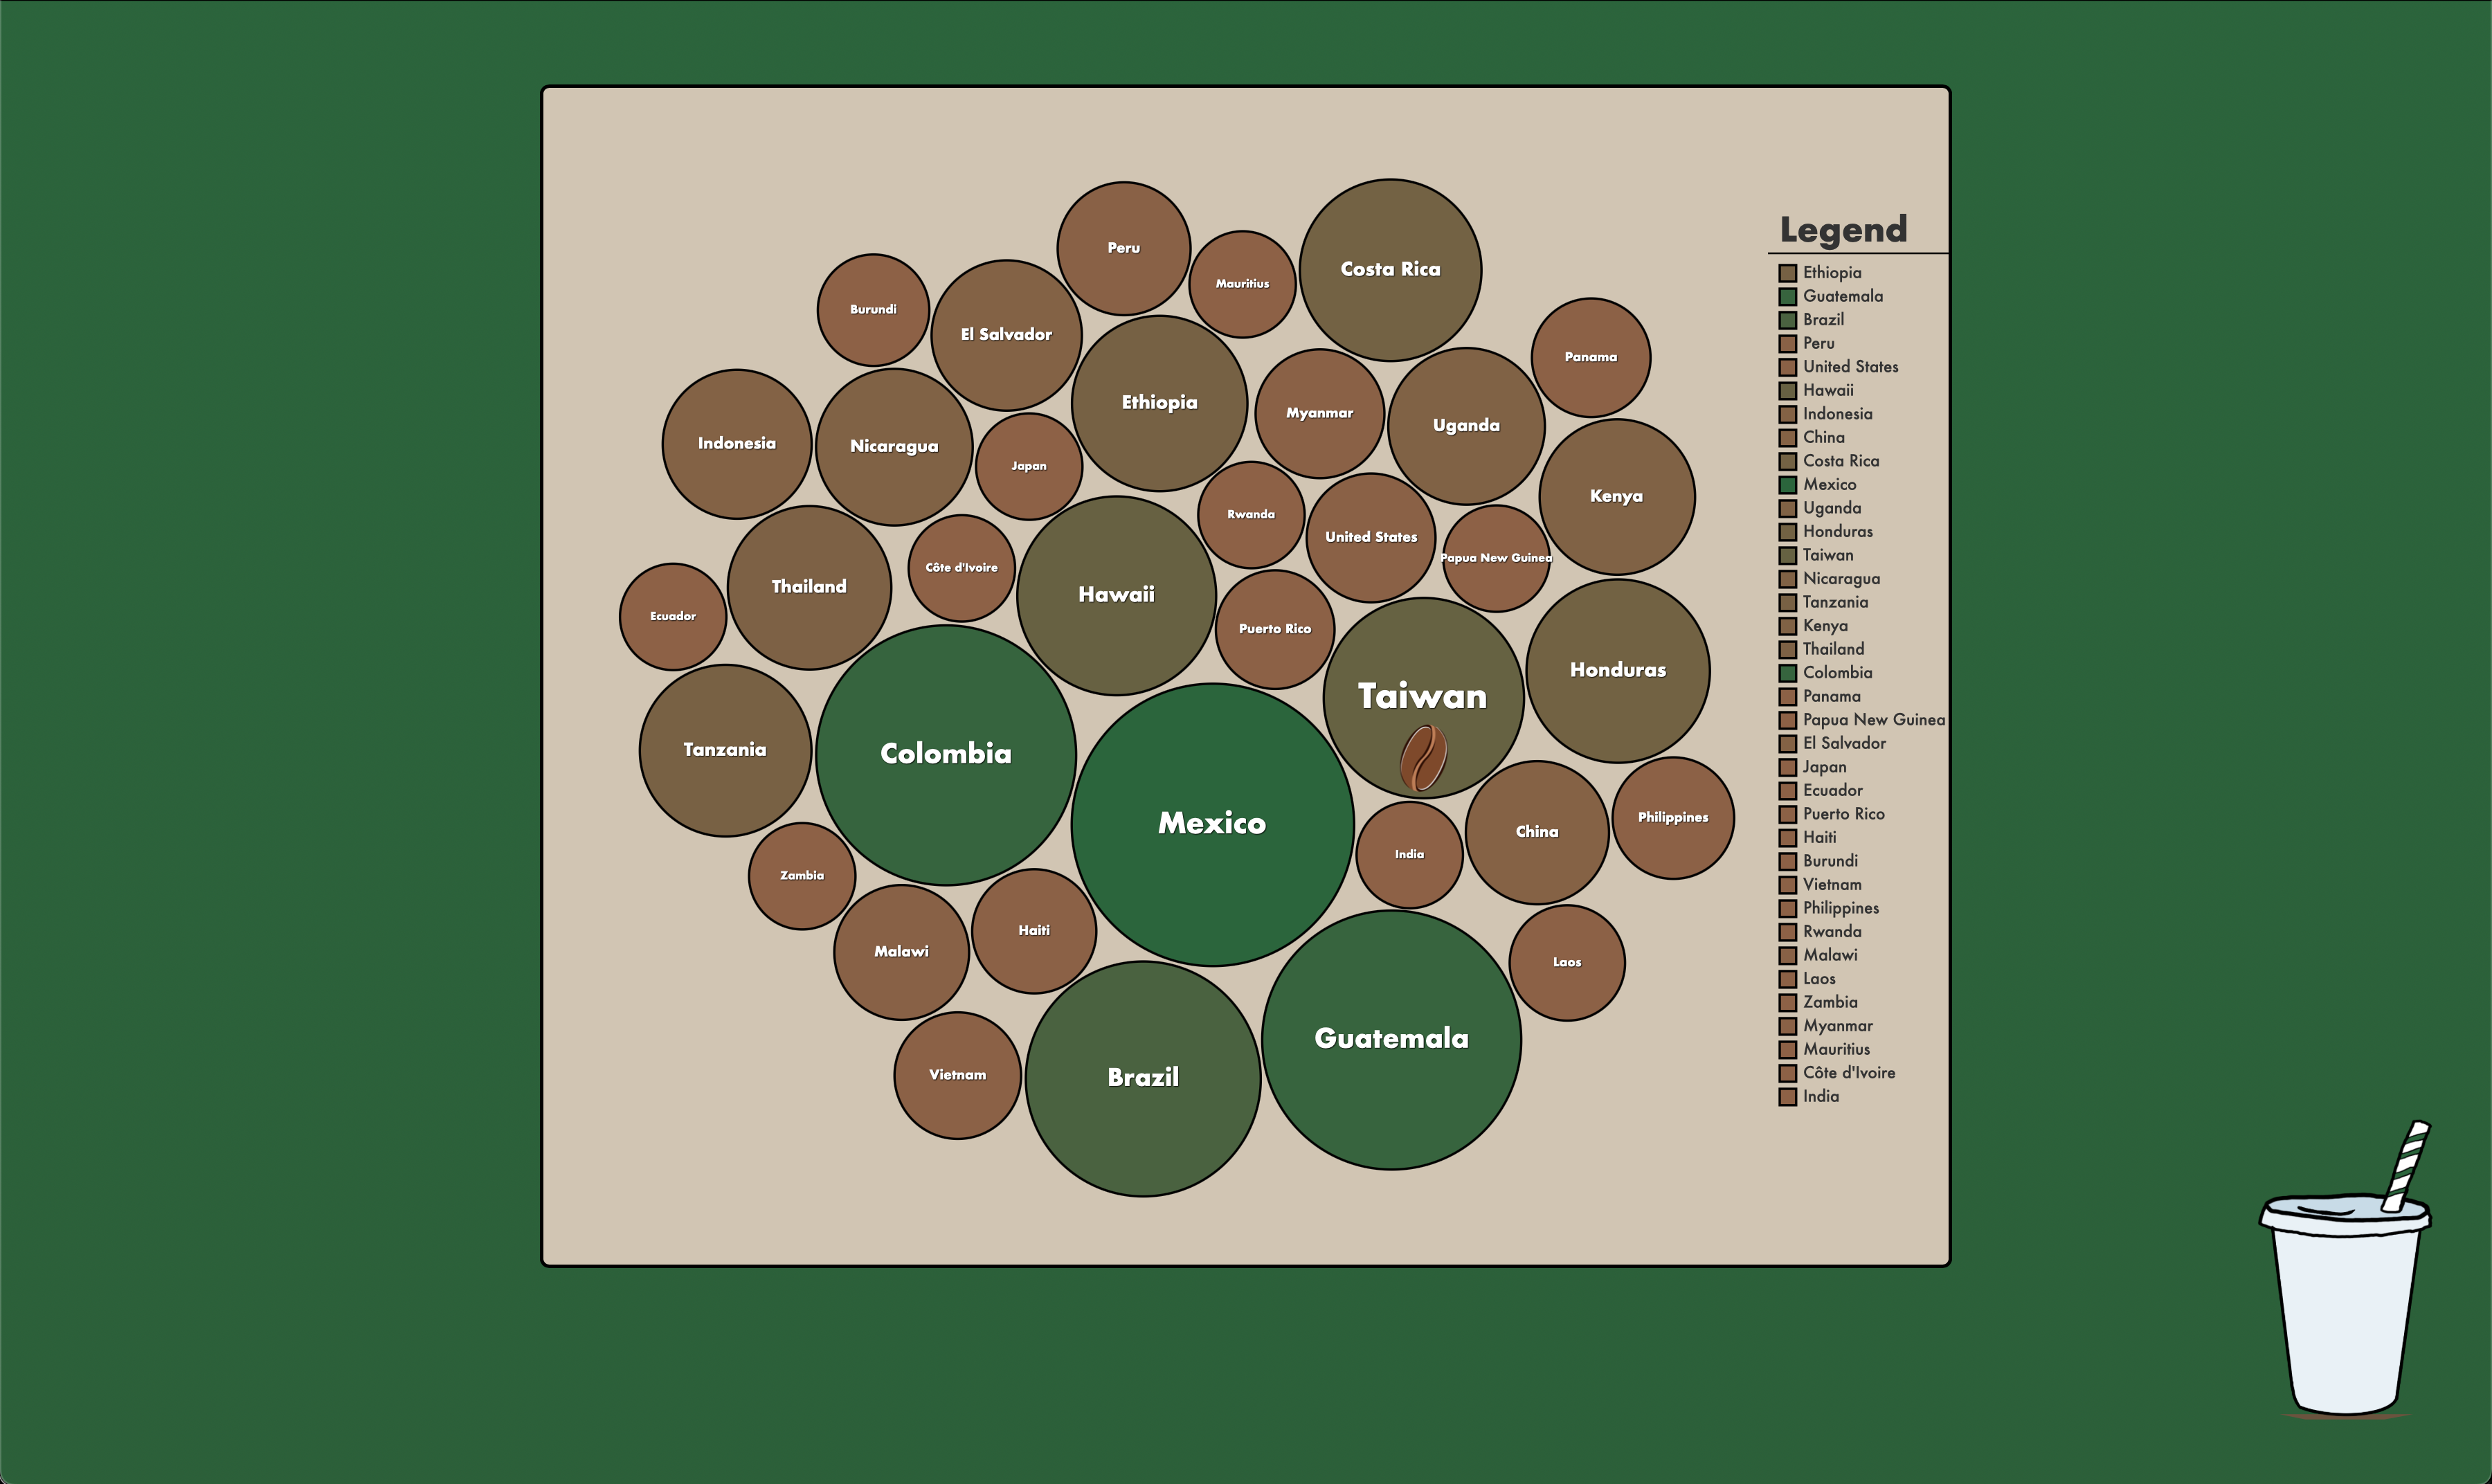 Peru
Costa Rica
Mauritius
Burundi
El Salvador
Panama
Ethiopia
Myanmar
Uganda
Indonesia
Nicaragua
Japan
Kenya
Rwanda
United States
Papua New Guinea
Côte d'Ivoire
Thailand
Hawaii
Ecuador
Puerto Rico
Honduras
Taiwan
Tanzania
Colombia
Mexico
Philippines
China
India
Zambia
Haiti
Malawi
Laos
Guatemala
Vietnam
Brazil
Legend
Ethiopia
Guatemala
Brazil
Peru
United States
Hawaii
Indonesia
China
Costa Rica
Mexico
Uganda
Honduras
Taiwan
Nicaragua
Tanzania
Kenya
Thailand
Colombia
Panama
Papua New Guinea
El Salvador
Japan
Ecuador
Puerto Rico
Haiti
Burundi
Vietnam
Philippines
Rwanda
Malawi
Laos
Zambia
Myanmar
Mauritius
Côte d'Ivoire
India